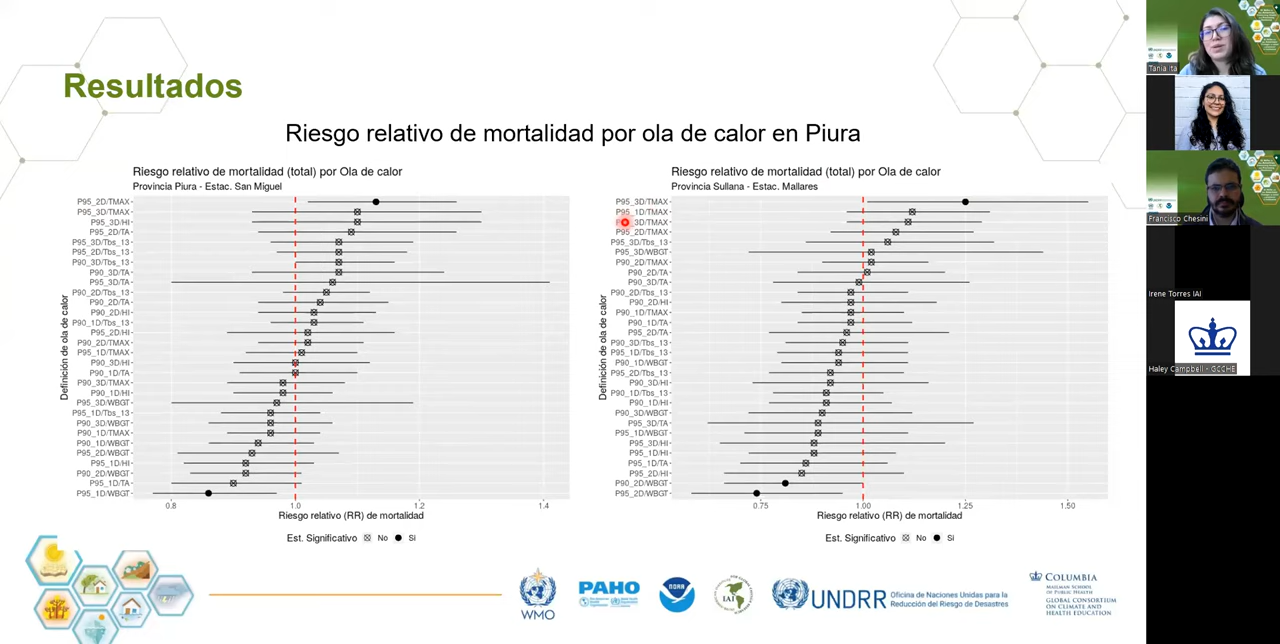 Resultados
Riesgo relativo de mortalidad por ola de calor en Piura
Riesgo relativo de mortalidad (total) por Ola de calor
Provincia Piura - Estac. San Miguel
Definición de ola de calor
P95_2D/TMAX
P95_3D/TMAX
P95_3D/HI
P95_2D/TA
P95_3D/Tbs_13
P95_2D/Tbs_13
P90_3D/Tbs_13
P90_3D/TA
P95_3D/TA
P90_2D/Tbs_13
P90_2D/TA
P90_2D/HI
P90_1D/Tbs_13
P95_2D/HI
P90_2D/TMAX
P95_1D/TMAX
P90_3D/HI
P90_1D/TA
P90_3D/TMAX
P90_1D/HI
P95_3D/WBGT
P95_1D/Tbs_13
P90_3D/WBGT
P90_1D/TMAX
P90_1D/WBGT
P95_2D/WBGT
P95_1D/HI
P90_2D/WBGT
P95_1D/TA
P95_1D/WBGT
0.8 1.0 1.2 1.4
Riesgo relativo (RR) de mortalidad
Est. Significativo No Si
Riesgo relativo de mortalidad (total) por Ola de calor
Provincia Sullana - Estac. Mallares
Definición de ola de calor
P95_3D/TMAX
P95_1D/TMAX
3D/TMAX
P95_2D/TMAX
P95_3D/Tbs_13
P95_3D/WBGT
P90_2D/TMAX
P90_2D/TA
P90_3D/TA
P90_2D/Tbs_13
P90_2D/HI
P90_1D/TMAX
P90_1D/TA
P95_2D/TA
P90_3D/Tbs_13
P95_1D/Tbs_13
P90_1D/WBGT
P95_2D/Tbs_13
P90_3D/HI
P90_1D/Tbs_13
P90_1D/HI
P90_3D/WBGT
P95_3D/TA
P95_1D/WBGT
P95_3D/HI
P95_1D/HI
P95_1D/TA
P95_2D/HI
P90_2D/WBGT
P95_2D/WBGT
0.75 1.00 1.25 1.50
Riesgo relativo (RR) de mortalidad
Est. Significativo No Si
WMO
PAHO
NOAA
IAI
UNDRR
Oficina de Naciones Unidas para la
Reducción del Riesgo de Desastres
COLUMBIA
MAILMAN SCHOOL
OF PUBLIC HEALTH
GLOBAL CONSORTIUM
ON CLIMATE AND
HEALTH EDUCATION
Tania Ita
Francisco Chesini
Irene Torres IAI
Haley Campbell - GCCHE